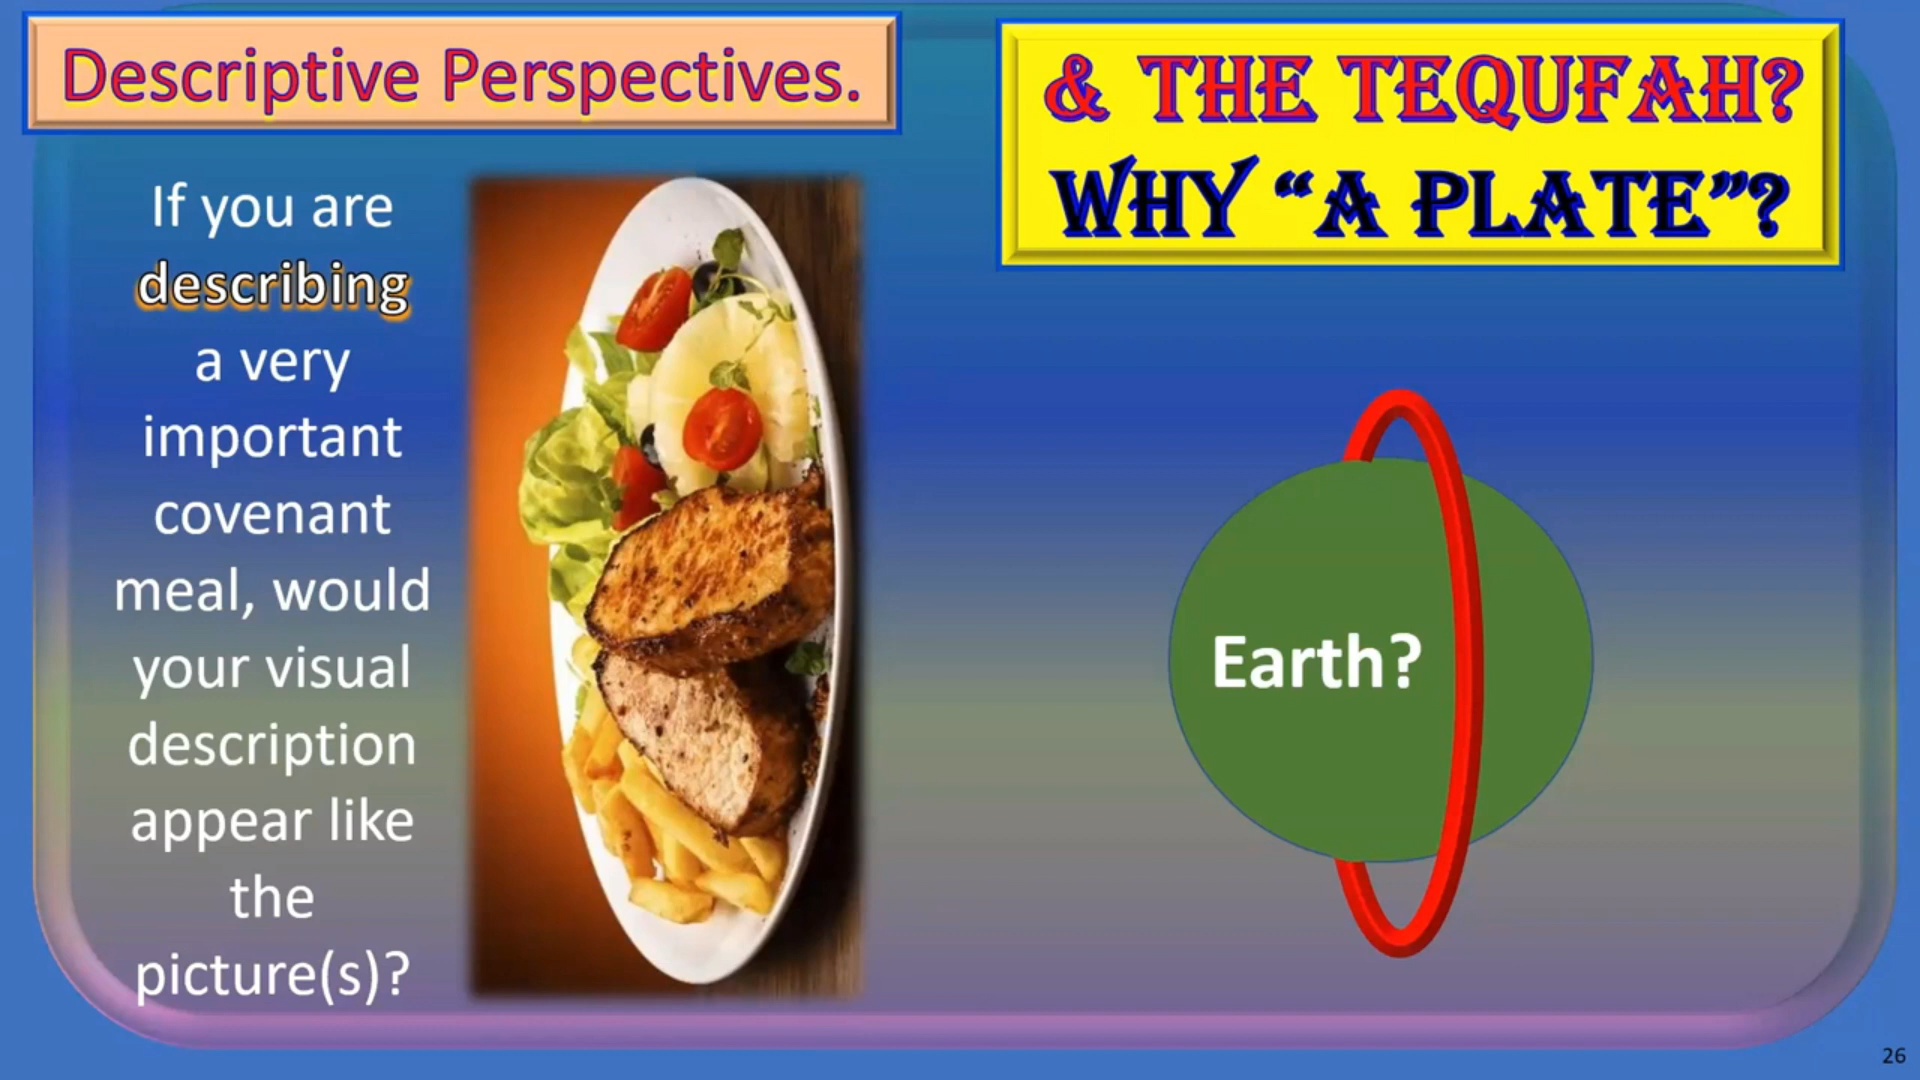 Descriptive Perspectives.
& THE TEQUFAH?
WHY “A PLATE”?
If you are
describing
a very
important
covenant
meal, would
your visual
description
appear like
the
picture(s)?
Earth?
26